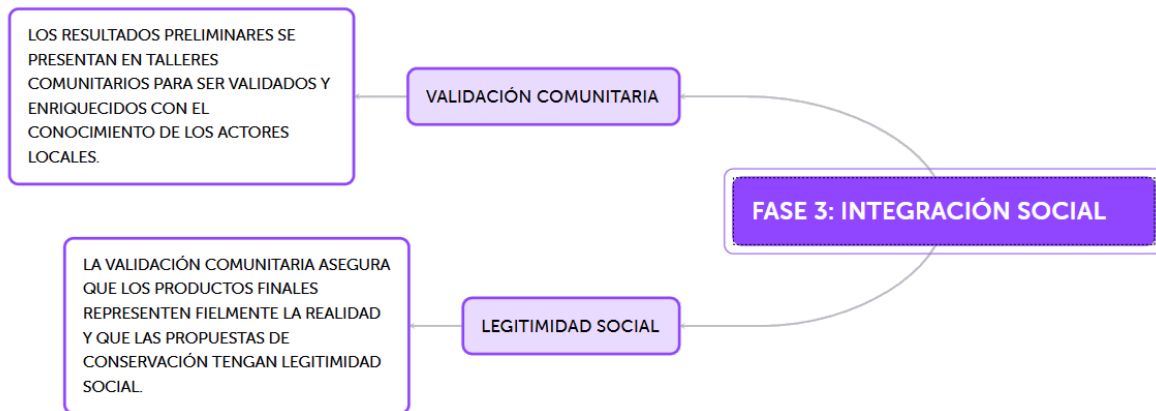 LOS RESULTADOS PRELIMINARES SE
PRESENTAN EN TALLERES
COMUNITARIOS PARA SER VALIDADOS Y
ENRIQUECIDOS CON EL
CONOCIMIENTO DE LOS ACTORES
LOCALES.
VALIDACIÓN COMUNITARIA
FASE 3: INTEGRACIÓN SOCIAL
LA VALIDACIÓN COMUNITARIA ASEGURA
QUE LOS PRODUCTOS FINALES
REPRESENTEN FIELMENTE LA REALIDAD
Y QUE LAS PROPUESTAS DE
CONSERVACIÓN TENGAN LEGITIMIDAD
SOCIAL.
LEGITIMIDAD SOCIAL